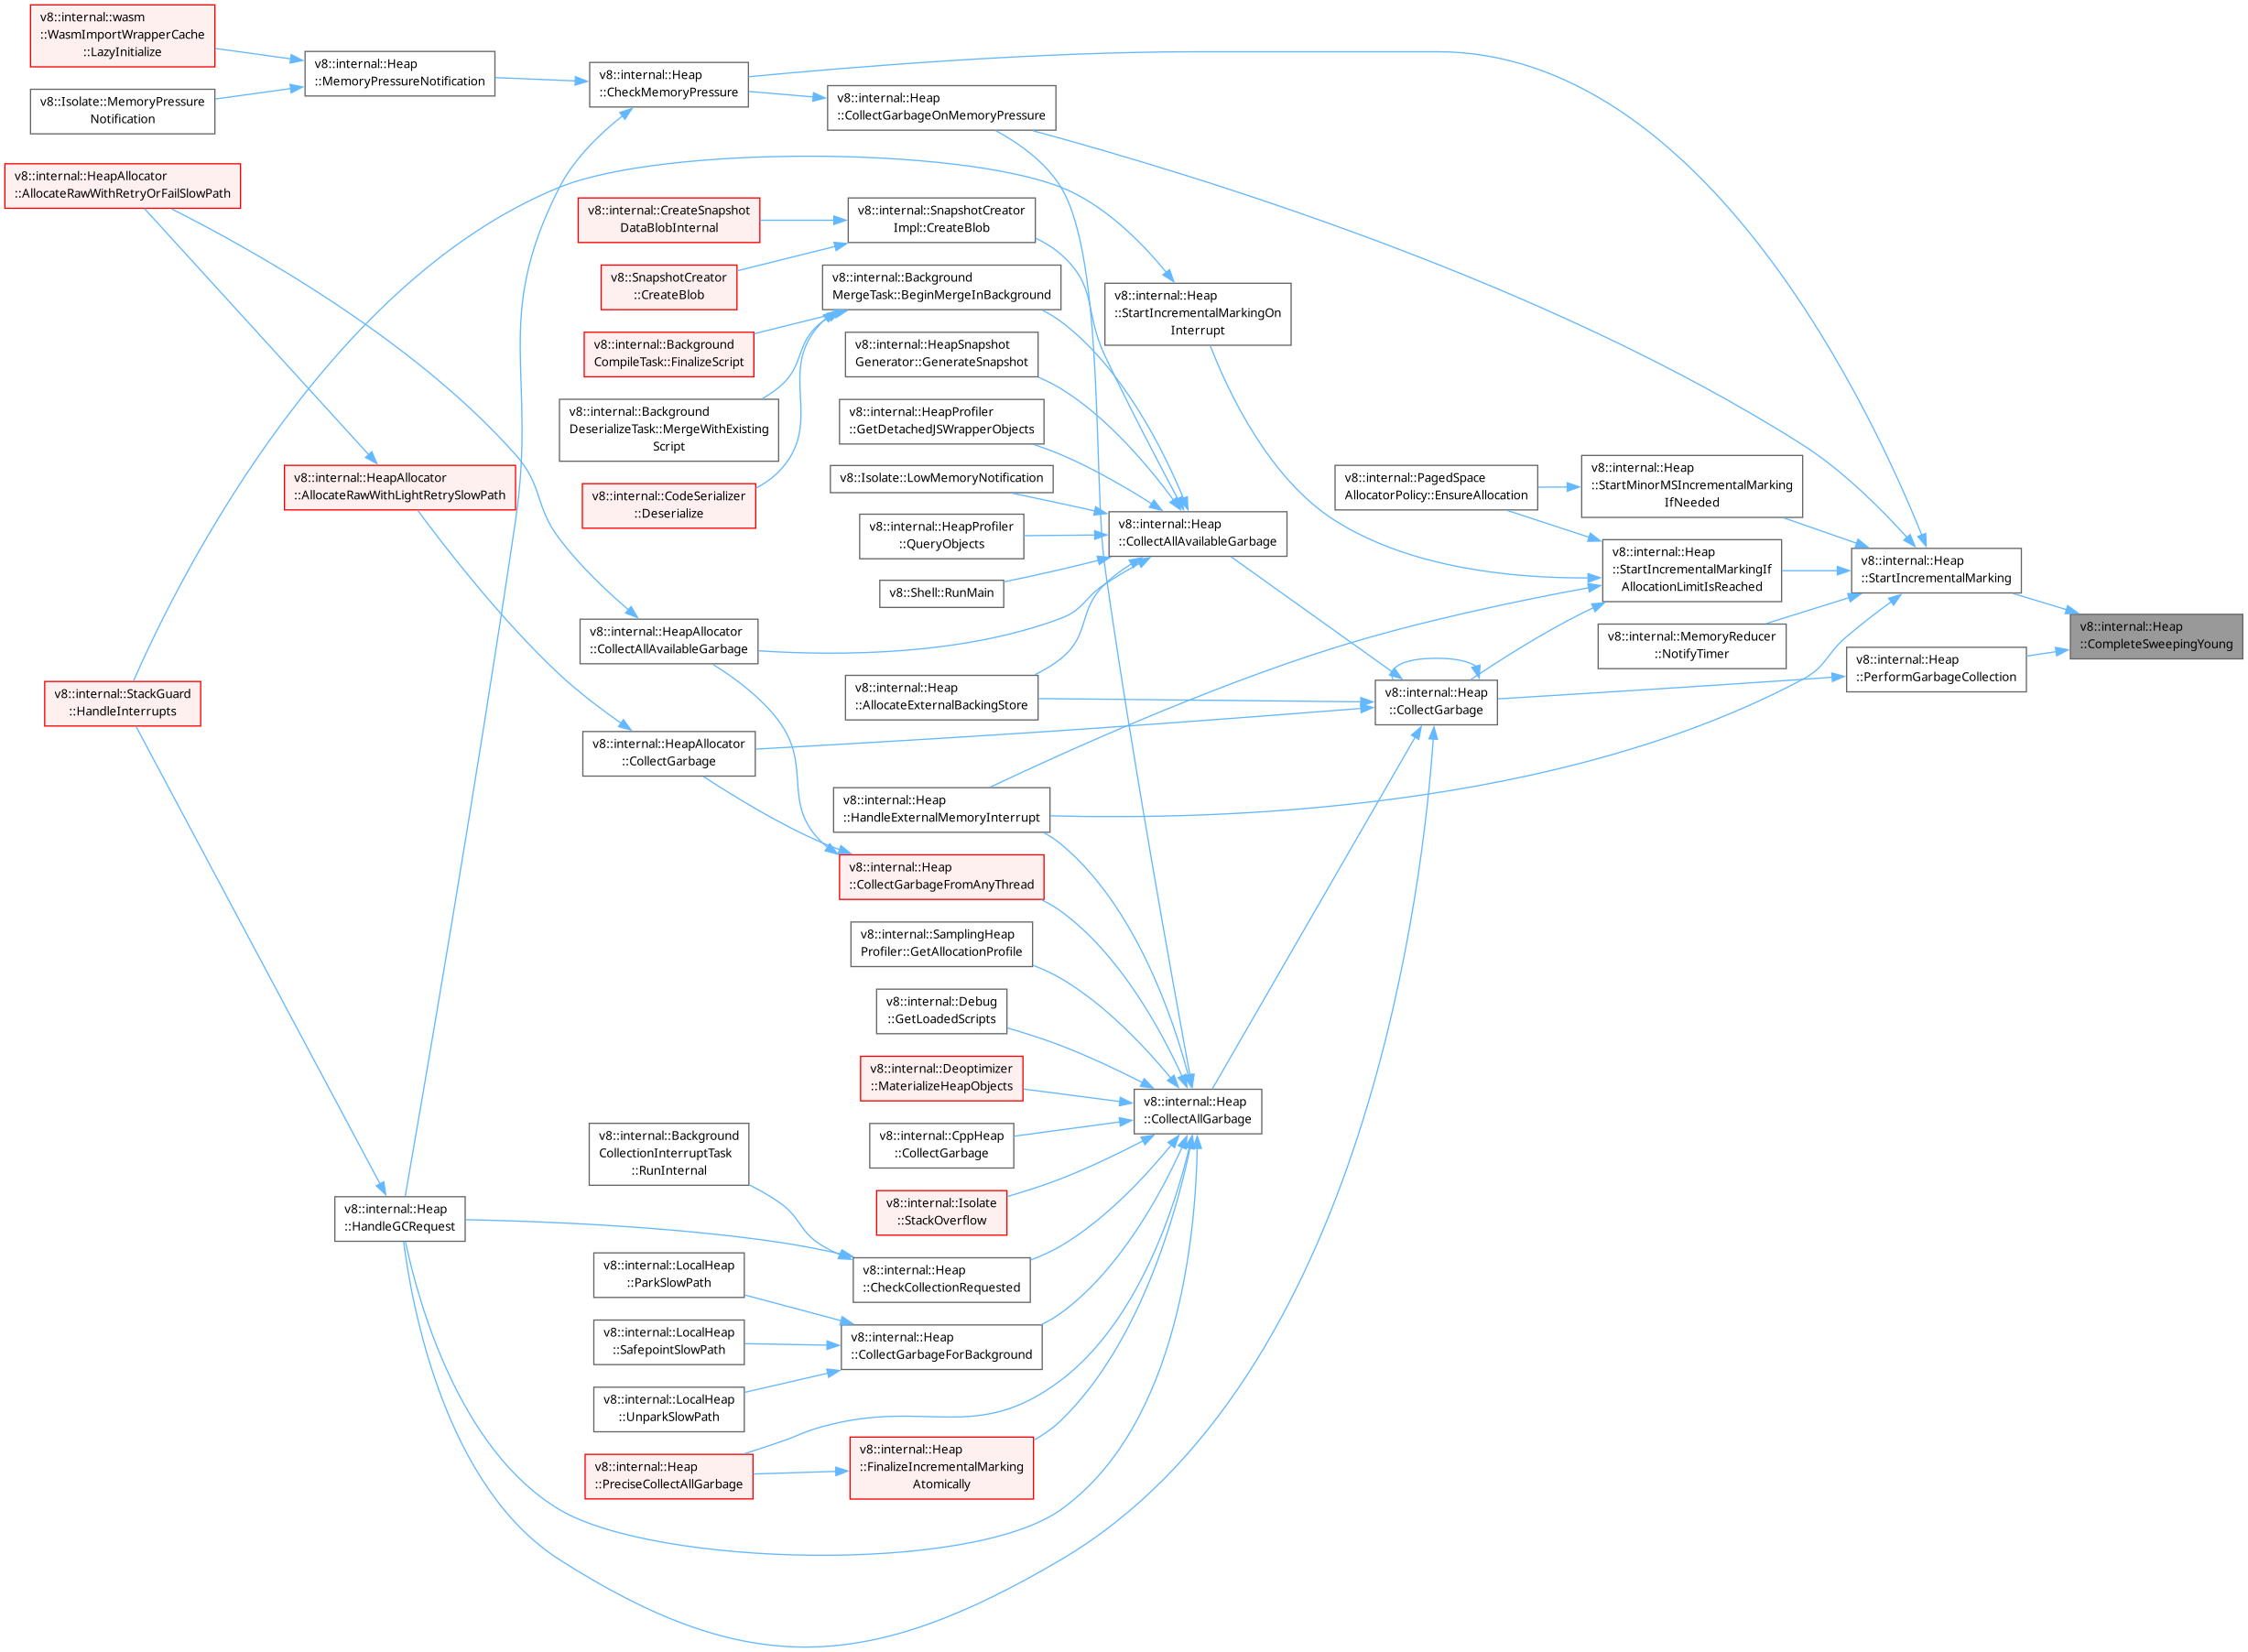 v8::internal::wasm
::WasmImportWrapperCache
::LazyInitialize
v8::Isolate::MemoryPressure
Notification
v8::internal::Heap
::MemoryPressureNotification
v8::internal::Heap
::CheckMemoryPressure
v8::internal::Heap
::CollectGarbageOnMemoryPressure
v8::internal::HeapAllocator
::AllocateRawWithRetryOrFailSlowPath
v8::internal::CreateSnapshot
DataBlobInternal
v8::SnapshotCreator
::CreateBlob
v8::internal::SnapshotCreator
Impl::CreateBlob
v8::internal::Background
MergeTask::BeginMergeInBackground
v8::internal::Background
CompileTask::FinalizeScript
v8::internal::Background
DeserializeTask::MergeWithExisting
Script
v8::internal::CodeSerializer
::Deserialize
v8::internal::HeapSnapshot
Generator::GenerateSnapshot
v8::internal::HeapProfiler
::GetDetachedJSWrapperObjects
v8::Isolate::LowMemoryNotification
v8::internal::HeapProfiler
::QueryObjects
v8::Shell::RunMain
v8::internal::Heap
::StartIncrementalMarkingOn
Interrupt
v8::internal::Heap
::CollectAllAvailableGarbage
v8::internal::PagedSpace
AllocatorPolicy::EnsureAllocation
v8::internal::Heap
::StartMinorMSIncrementalMarking
IfNeeded
v8::internal::Heap
::StartIncrementalMarkingIf
AllocationLimitIsReached
v8::internal::MemoryReducer
::NotifyTimer
v8::internal::Heap
::StartIncrementalMarking
v8::internal::Heap
::CompleteSweepingYoung
v8::internal::Heap
::PerformGarbageCollection
v8::internal::Heap
::CollectGarbage
v8::internal::HeapAllocator
::AllocateRawWithLightRetrySlowPath
v8::internal::HeapAllocator
::CollectAllAvailableGarbage
v8::internal::Heap
::AllocateExternalBackingStore
v8::internal::StackGuard
::HandleInterrupts
v8::internal::HeapAllocator
::CollectGarbage
v8::internal::Heap
::HandleExternalMemoryInterrupt
v8::internal::Heap
::CollectGarbageFromAnyThread
v8::internal::SamplingHeap
Profiler::GetAllocationProfile
v8::internal::Debug
::GetLoadedScripts
v8::internal::Deoptimizer
::MaterializeHeapObjects
v8::internal::CppHeap
::CollectGarbage
v8::internal::Isolate
::StackOverflow
v8::internal::Heap
::CollectAllGarbage
v8::internal::Background
CollectionInterruptTask
::RunInternal
v8::internal::Heap
::HandleGCRequest
v8::internal::Heap
::CheckCollectionRequested
v8::internal::LocalHeap
::ParkSlowPath
v8::internal::LocalHeap
::SafepointSlowPath
v8::internal::LocalHeap
::UnparkSlowPath
v8::internal::Heap
::CollectGarbageForBackground
v8::internal::Heap
::PreciseCollectAllGarbage
v8::internal::Heap
::FinalizeIncrementalMarking
Atomically